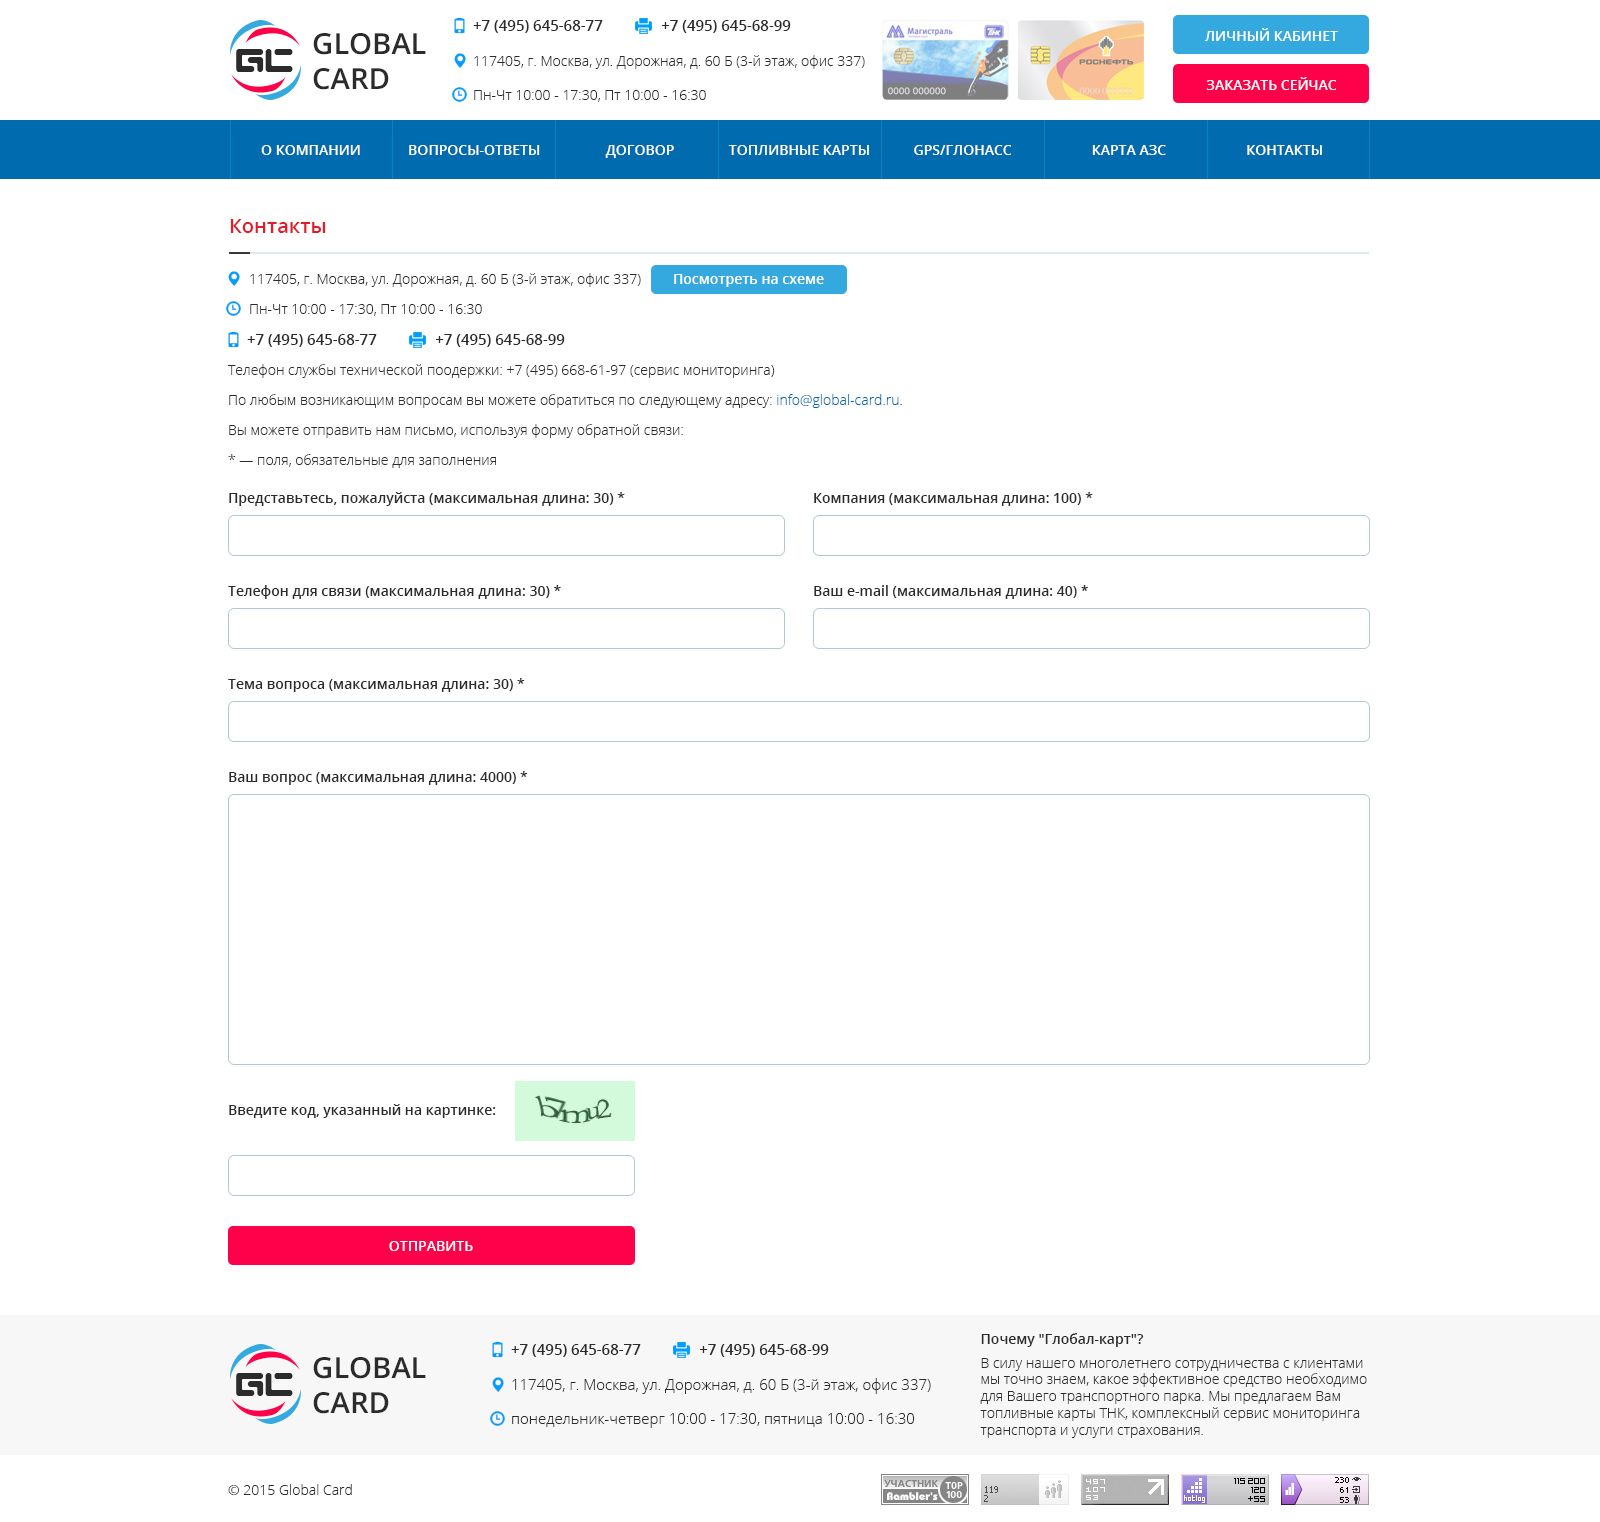 GLOBAL
CARD
+7 (495) 645-68-77
+7 (495) 645-68-99
117405, г. Москва, ул. Дорожная, д. 60 Б (3-й этаж, офис 337)
Пн-Чт 10:00 - 17:30, Пт 10:00 - 16:30
Магистраль
ТНК
0000 000000
РОСНЕФТЬ
ЛИЧНЫЙ КАБИНЕТ
ЗАКАЗАТЬ СЕЙЧАС
О КОМПАНИИ
ВОПРОСЫ-ОТВЕТЫ
ДОГОВОР
ТОПЛИВНЫЕ КАРТЫ
GPS/ГЛОНАСС
КАРТА АЗС
КОНТАКТЫ
Контакты
117405, г. Москва, ул. Дорожная, д. 60 Б (3-й этаж, офис 337)
Посмотреть на схеме
Пн-Чт 10:00 - 17:30, Пт 10:00 - 16:30
+7 (495) 645-68-77
+7 (495) 645-68-99
Телефон службы технической поодержки: +7 (495) 668-61-97 (сервис мониторинга)
По любым возникающим вопросам вы можете обратиться по следующему адресу: info@global-card.ru.
Вы можете отправить нам письмо, используя форму обратной связи:
* — поля, обязательные для заполнения
Представьтесь, пожалуйста (максимальная длина: 30) *
Компания (максимальная длина: 100) *
Телефон для связи (максимальная длина: 30) *
Ваш e-mail (максимальная длина: 40) *
Тема вопроса (максимальная длина: 30) *
Ваш вопрос (максимальная длина: 4000) *
Введите код, указанный на картинке:
b7mu2
ОТПРАВИТЬ
GLOBAL
CARD
+7 (495) 645-68-77
+7 (495) 645-68-99
117405, г. Москва, ул. Дорожная, д. 60 Б (3-й этаж, офис 337)
понедельник-четверг 10:00 - 17:30, пятница 10:00 - 16:30
Почему "Глобал-карт"?
В силу нашего многолетнего сотрудничества с клиентами
мы точно знаем, какое эффективное средство необходимо
для Вашего транспортного парка. Мы предлагаем Вам
топливные карты ТНК, комплексный сервис мониторинга
транспорта и услуги страхования.
© 2015 Global Card
УЧАСТНИК
Rambler's
TOP
100
119
2
497
107
53
hotlog
115 200
120
+55
230
61
53